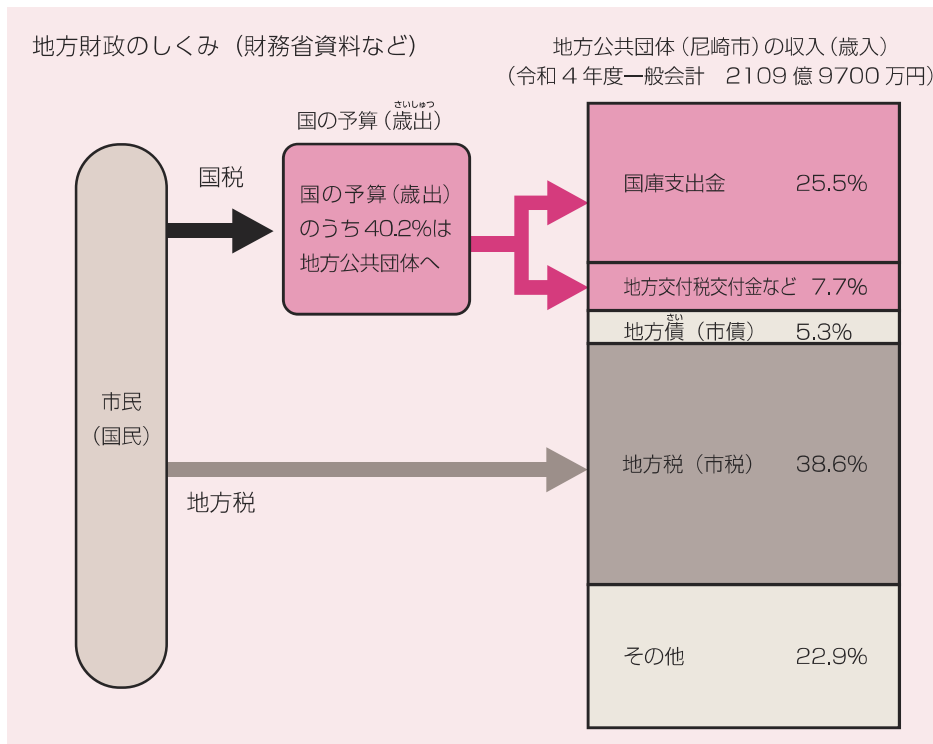 地方財政のしくみ（財務省資料など）
地方公共団体（尼崎市）の収入（歳入）
（令和4年度一般会計　2109億9700万円）
さいしゅつ
国の予算（歳出）
国税
国の予算（歳出）
のうち40.2%は
地方公共団体へ
国庫支出金　25.5%
地方交付税交付金など　7.7%
さい
地方債（市債）　5.3%
市民
（国民）
地方税
地方税（市税）　38.6%
その他　22.9%